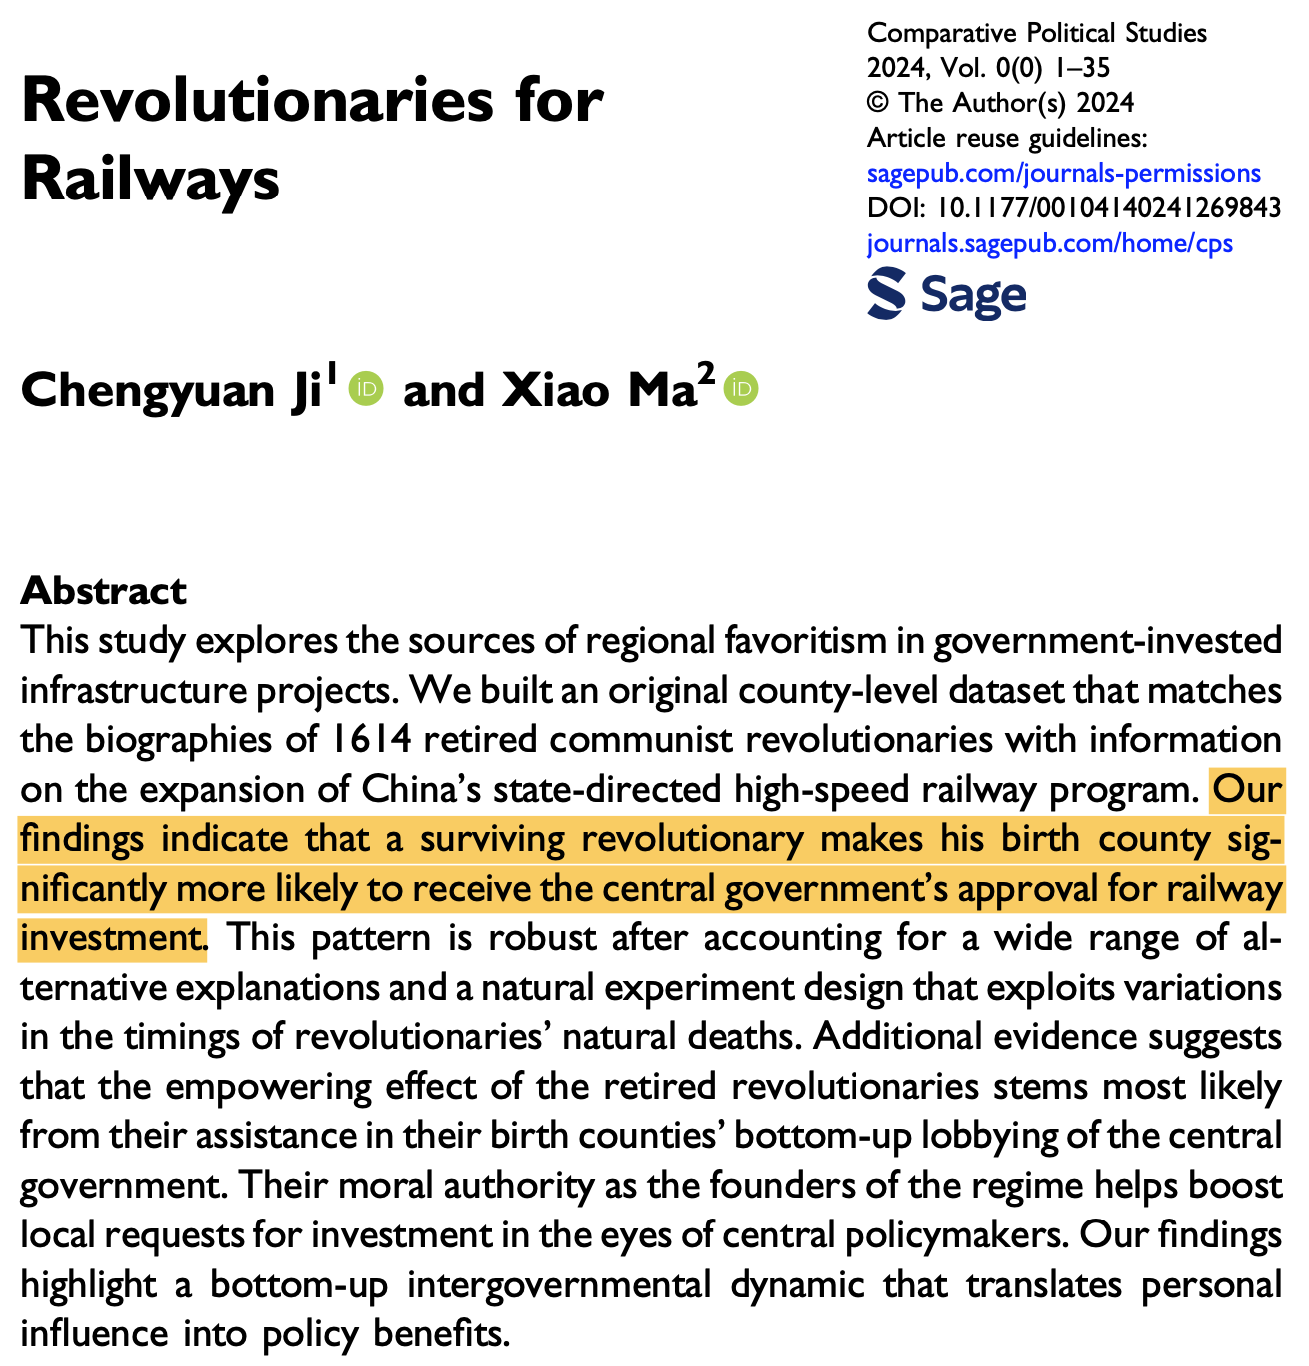 Revolutionaries for
Railways
Comparative Political Studies
2024, Vol. 0(0) 1–35
© The Author(s) 2024
Article reuse guidelines:
sagepub.com/journals-permissions
DOI: 10.1177/00104140241269843
journals.sagepub.com/home/cps
Sage
Chengyuan Ji1 iD and Xiao Ma2 iD
Abstract
This study explores the sources of regional favoritism in government-invested
infrastructure projects. We built an original county-level dataset that matches
the biographies of 1614 retired communist revolutionaries with information
on the expansion of China’s state-directed high-speed railway program. Our
findings indicate that a surviving revolutionary makes his birth county sig-
nificantly more likely to receive the central government’s approval for railway
investment. This pattern is robust after accounting for a wide range of al-
ternative explanations and a natural experiment design that exploits variations
in the timings of revolutionaries’ natural deaths. Additional evidence suggests
that the empowering effect of the retired revolutionaries stems most likely
from their assistance in their birth counties’ bottom-up lobbying of the central
government. Their moral authority as the founders of the regime helps boost
local requests for investment in the eyes of central policymakers. Our findings
highlight a bottom-up intergovernmental dynamic that translates personal
influence into policy benefits.